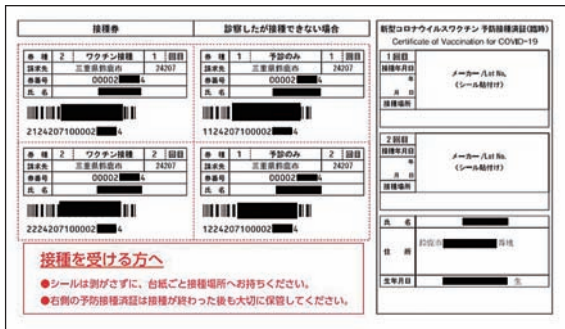 接種券
診察したが接種できない場合
券種 2 ワクチン接種 1 回目
請求先 三重県鈴鹿市 24207
券番号 00002 4
氏名
2124207100002 4
券種 1 予診のみ 1 回目
請求先 三重県鈴鹿市 24207
券番号 00002 4
氏名
1124207100002 4
券種 2 ワクチン接種 2 回目
請求先 三重県鈴鹿市 24207
券番号 00002 4
氏名
2224207100002 4
券種 1 予診のみ 2 回目
請求先 三重県鈴鹿市 24207
券番号 00002 4
氏名
1224207100002 4
接種を受ける方へ
●シールは剥がさずに、台紙ごと接種場所へお持ちください。
●右側の予防接種済証は接種が終わった後も大切に保管してください。
新型コロナウイルスワクチン 予防接種済証(臨時)
Certificate of Vaccination for COVID-19
1回目
接種年月日
年
月 日
接種場所
メーカー/Lot No.
(シール貼付け)
2回目
接種年月日
年
月 日
接種場所
メーカー/Lot No.
(シール貼付け)
氏名
住所
鈴鹿市 番地
生年月日 生